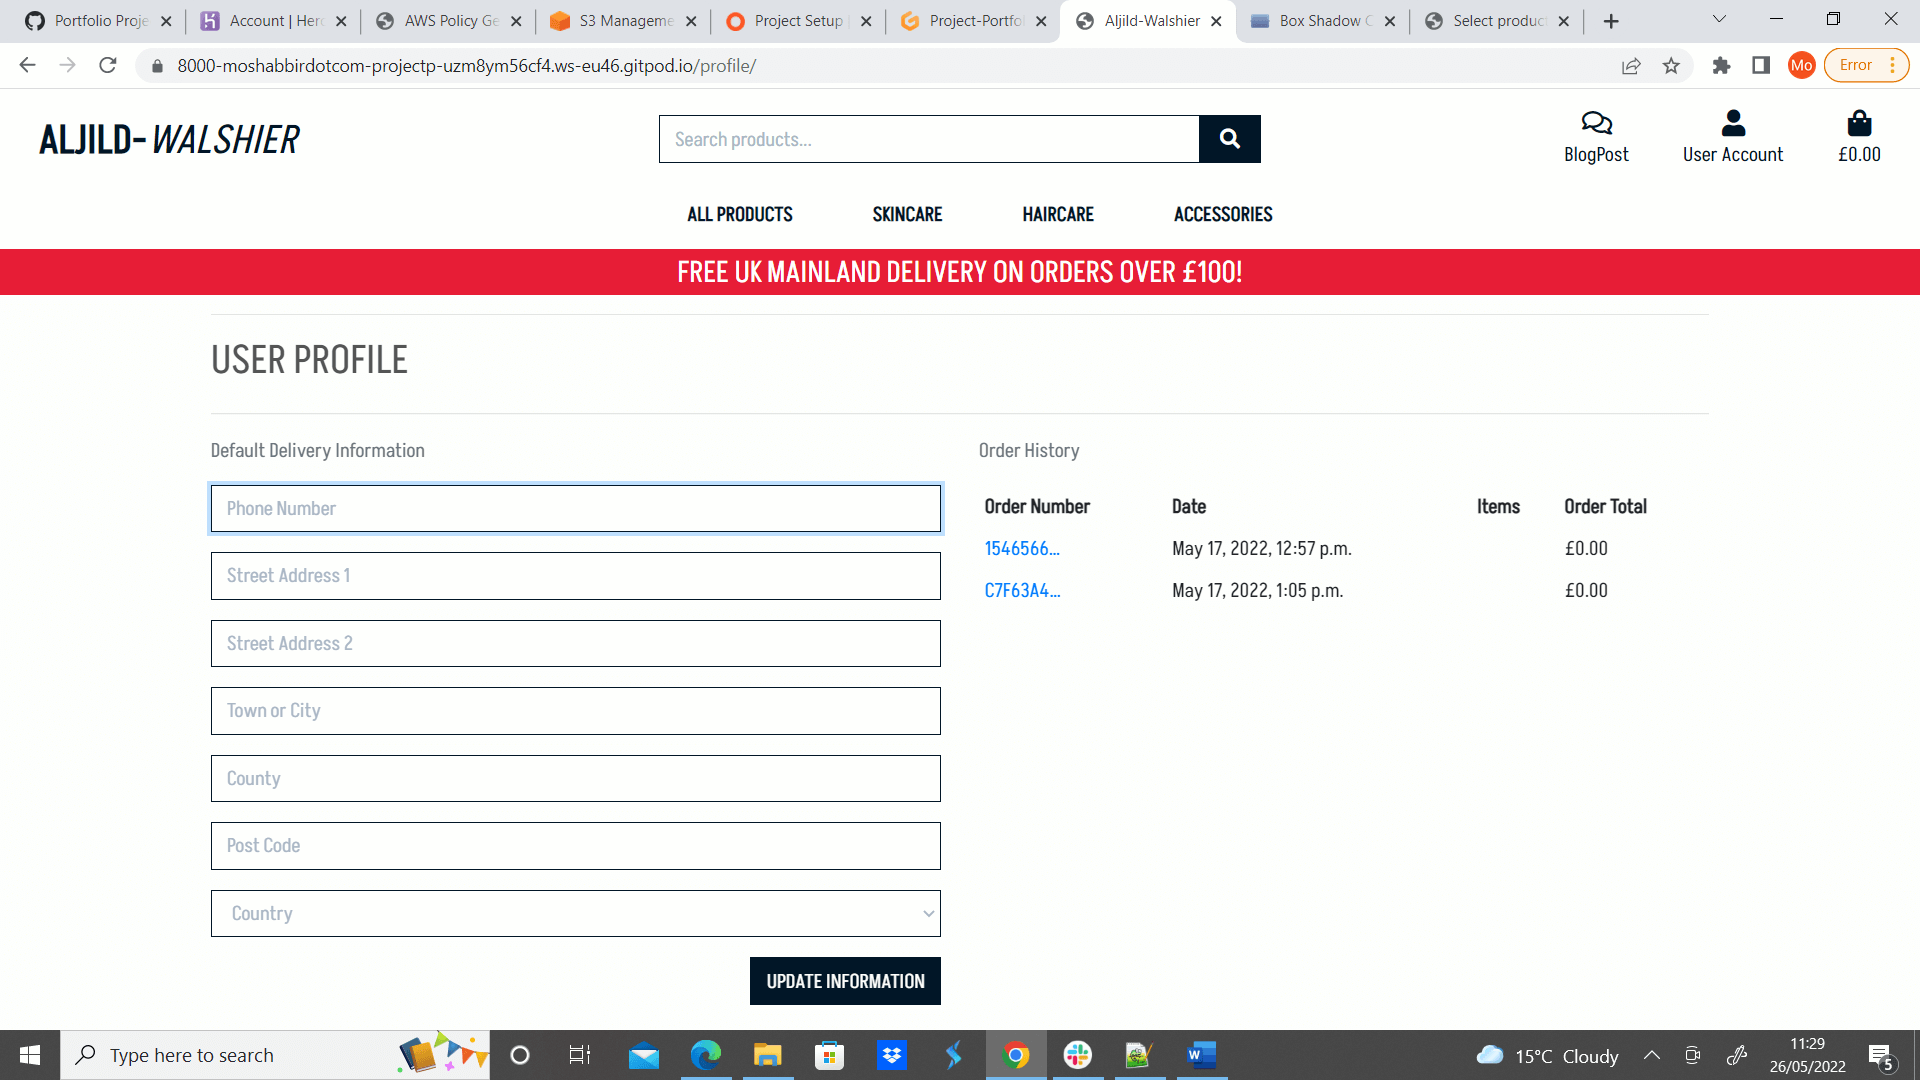 Portfolio Proje
Account | Hero
AWS Policy Ge
S3 Manageme
Project Setup |
Project-Portfol
Aljild-Walshier
Box Shadow C
Select product
8000-moshabbirdotcom-projectp-uzm8ym56cf4.ws-eu46.gitpod.io/profile/
Mo
Error
ALJILD-WALSHIER
Search products...
BlogPost
User Account
£0.00
ALL PRODUCTS
SKINCARE
HAIRCARE
ACCESSORIES
FREE UK MAINLAND DELIVERY ON ORDERS OVER £100!
USER PROFILE
Default Delivery Information
Phone Number
Street Address 1
Street Address 2
Town or City
County
Post Code
Country
UPDATE INFORMATION
Order History
Order Number Date Items Order Total
1546566... May 17, 2022, 12:57 p.m. £0.00
C7F63A4... May 17, 2022, 1:05 p.m. £0.00
Type here to search
15°C Cloudy
11:29
26/05/2022
5